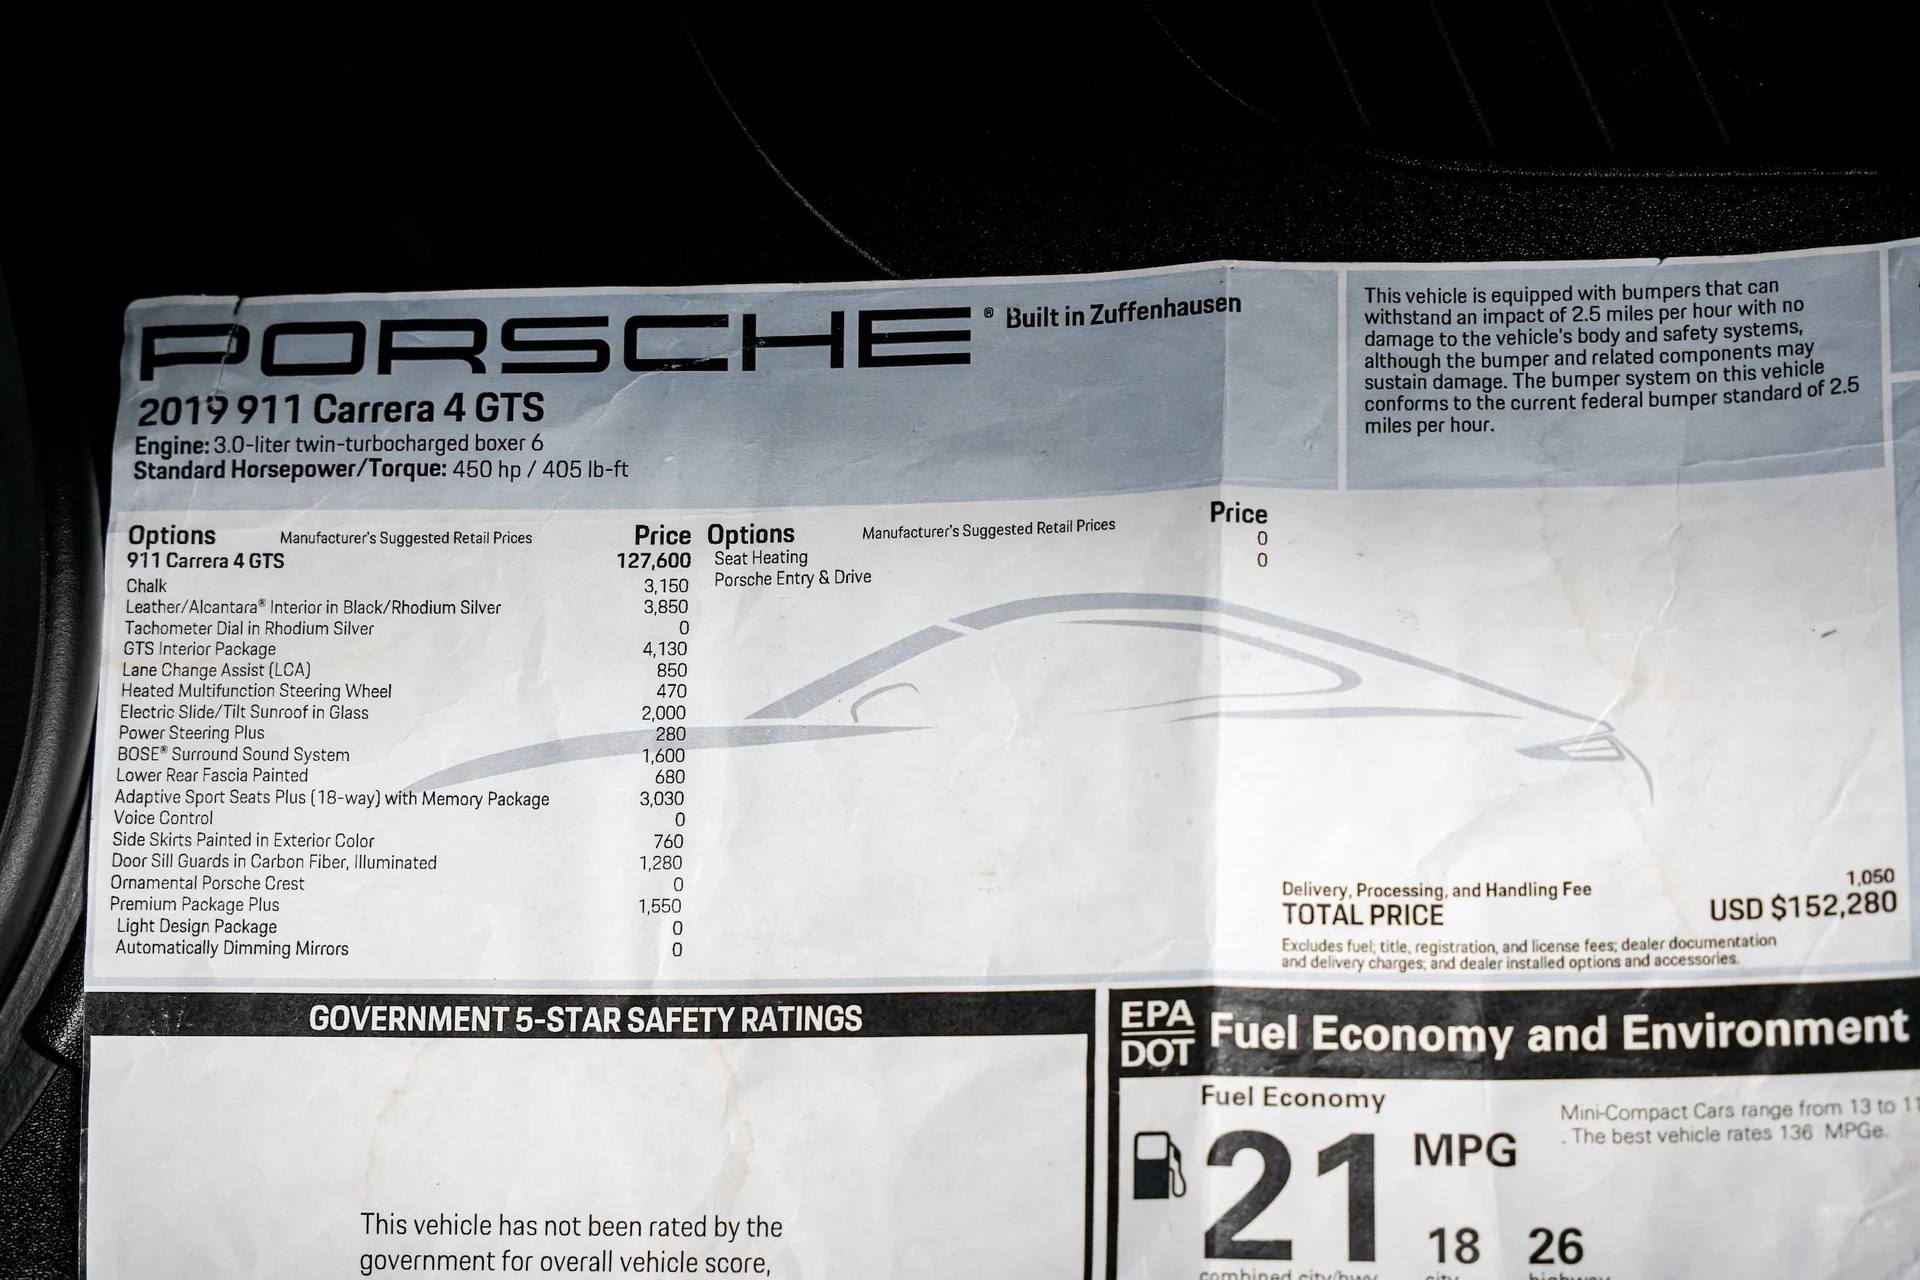 PORSCHE® Built in Zuffenhausen
2019 911 Carrera 4 GTS
Engine: 3.0-liter twin-turbocharged boxer 6
Standard Horsepower/Torque: 450 hp / 405 lb-ft
This vehicle is equipped with bumpers that can
withstand an impact of 2.5 miles per hour with no
damage to the vehicle's body and safety systems,
although the bumper and related components may
sustain damage. The bumper system on this vehicle
conforms to the current federal bumper standard of 2.5
miles per hour.
Options Manufacturer's Suggested Retail Prices Price
911 Carrera 4 GTS 127,600
Chalk 3,150
Leather/Alcantara® Interior in Black/Rhodium Silver 3,850
Tachometer Dial in Rhodium Silver 0
GTS Interior Package 4,130
Lane Change Assist (LCA) 850
Heated Multifunction Steering Wheel 470
Electric Slide/Tilt Sunroof in Glass 2,000
Power Steering Plus 280
BOSE® Surround Sound System 1,600
Lower Rear Fascia Painted 680
Adaptive Sport Seats Plus (18-way) with Memory Package 3,030
Voice Control 0
Side Skirts Painted in Exterior Color 760
Door Sill Guards in Carbon Fiber, Illuminated 1,280
Ornamental Porsche Crest 0
Premium Package Plus 1,550
Light Design Package 0
Automatically Dimming Mirrors 0
Options Manufacturer's Suggested Retail Prices Price
Seat Heating 0
Porsche Entry & Drive 0
Delivery, Processing, and Handling Fee 1,050
TOTAL PRICE USD $152,280
Excludes fuel; title, registration, and license fees; dealer documentation
and delivery charges; and dealer installed options and accessories.
GOVERNMENT 5-STAR SAFETY RATINGS
This vehicle has not been rated by the
government for overall vehicle score,
EPA
DOT
Fuel Economy and Environment
Fuel Economy
21 MPG
18 26
combined city/hwy city highway
Mini-Compact Cars range from 13 to
. The best vehicle rates 136 MPGe.